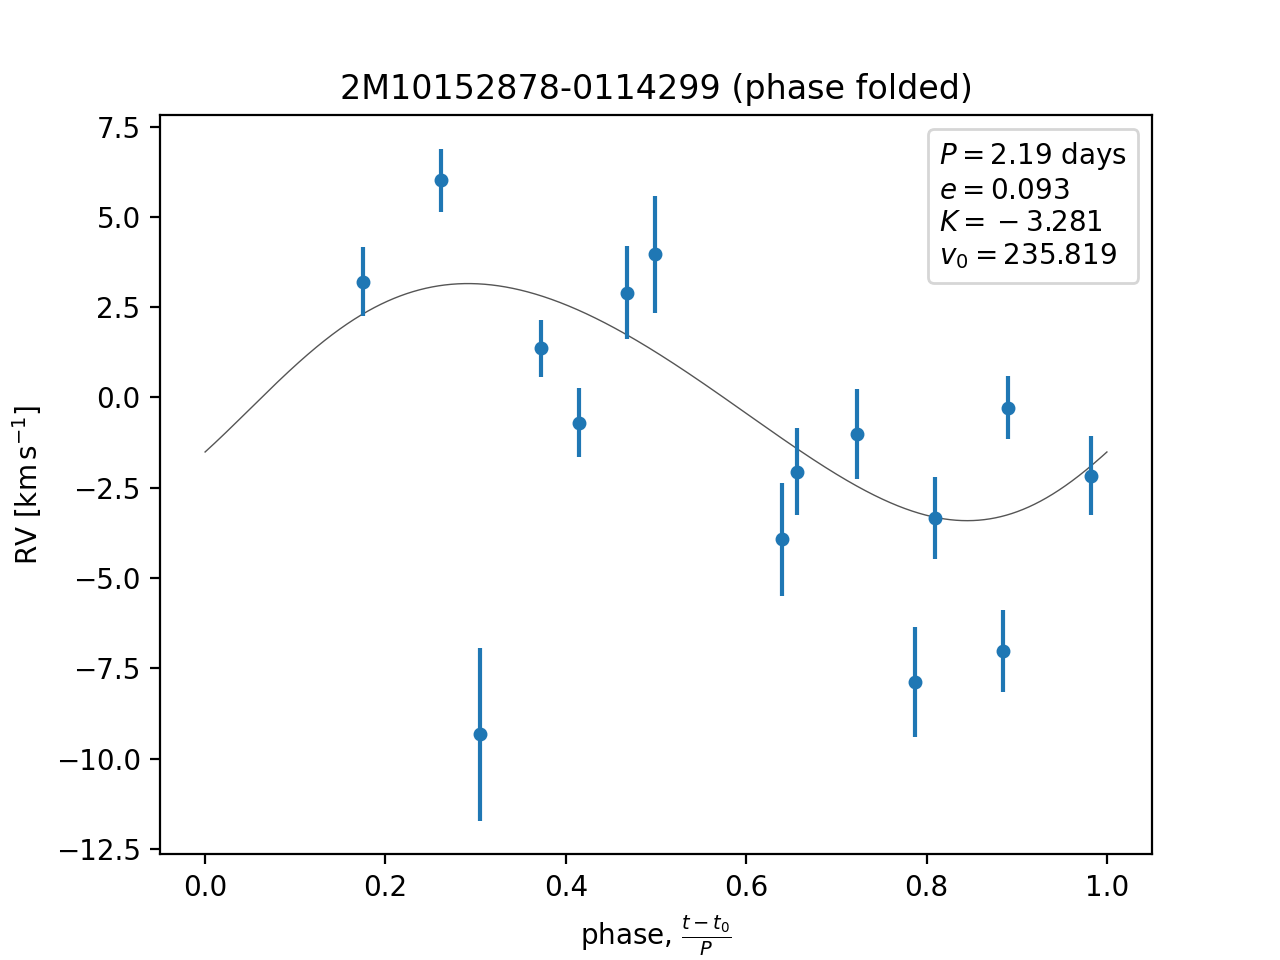 2M10152878-0114299 (phase folded)
P = 2.19 days
e = 0.093
K = −3.281
v₀ = 235.819
RV [km s⁻¹]
7.5
5.0
2.5
0.0
−2.5
−5.0
−7.5
−10.0
−12.5
0.0 0.2 0.4 0.6 0.8 1.0
phase, (t − t₀)/P